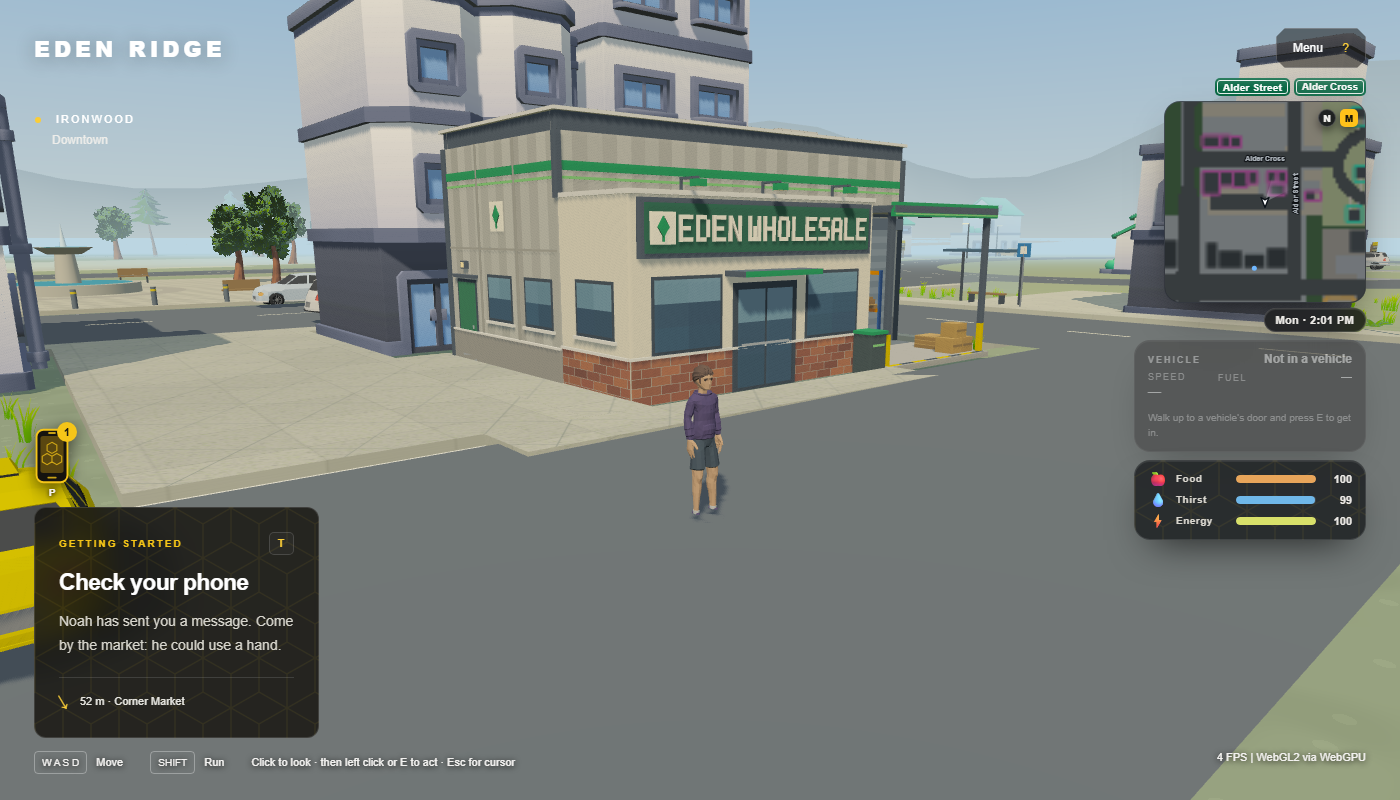 EDEN RIDGE
IRONWOOD
Downtown
EDEN WHOLESALE
Menu ?
Alder Street Alder Cross
N M
Alder Cross
Alder Street
Mon · 2:01 PM
VEHICLE Not in a vehicle
SPEED FUEL —
—
Walk up to a vehicle's door and press E to get
in.
Food 100
Thirst 99
Energy 100
1
P
GETTING STARTED T
Check your phone
Noah has sent you a message. Come
by the market: he could use a hand.
52 m · Corner Market
W A S D Move SHIFT Run Click to look · then left click or E to act · Esc for cursor
4 FPS | WebGL2 via WebGPU